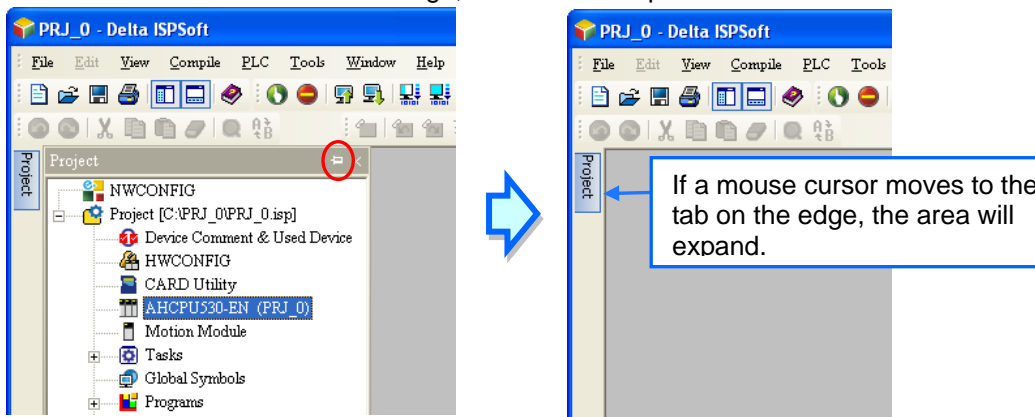 PRJ_0 - Delta ISPSoft
File Edit View Compile PLC Tools Window Help
Project
Project
NWCONFIG
Project [C:\PRJ_0\PRJ_0.isp]
Device Comment & Used Device
HWCONFIG
CARD Utility
AHCPU530-EN (PRJ_0)
Motion Module
Tasks
Global Symbols
Programs
PRJ_0 - Delta ISPSoft
File Edit View Compile PLC Tools
Project
If a mouse cursor moves to the
tab on the edge, the area will
expand.